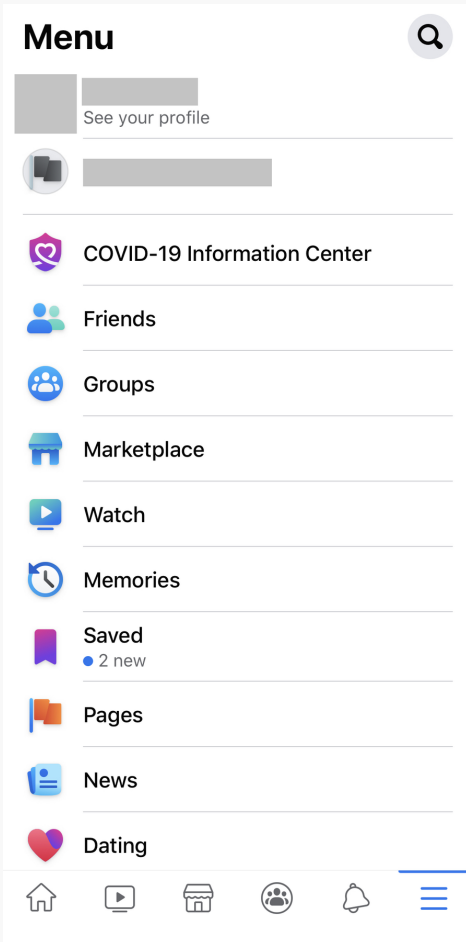 Menu
See your profile
COVID-19 Information Center
Friends
Groups
Marketplace
Watch
Memories
Saved
2 new
Pages
News
Dating